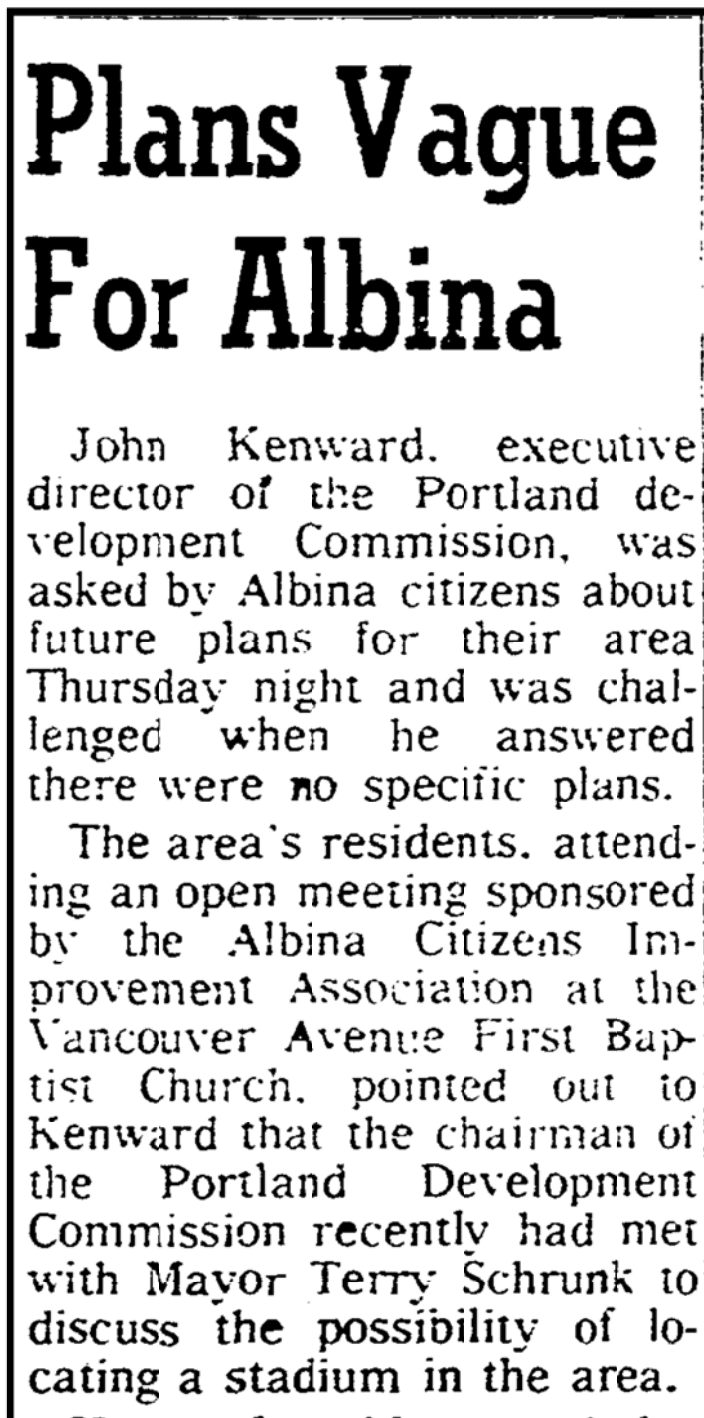 Plans Vague
For Albina
John Kenward, executive
director of the Portland de-
velopment Commission, was
asked by Albina citizens about
future plans for their area
Thursday night and was chal-
lenged when he answered
there were no specific plans.
The area's residents, attend-
ing an open meeting sponsored
by the Albina Citizens Im-
provement Association at the
Vancouver Avenue First Bap-
tist Church, pointed out to
Kenward that the chairman of
the Portland Development
Commission recently had met
with Mayor Terry Schrunk to
discuss the possibility of lo-
cating a stadium in the area.